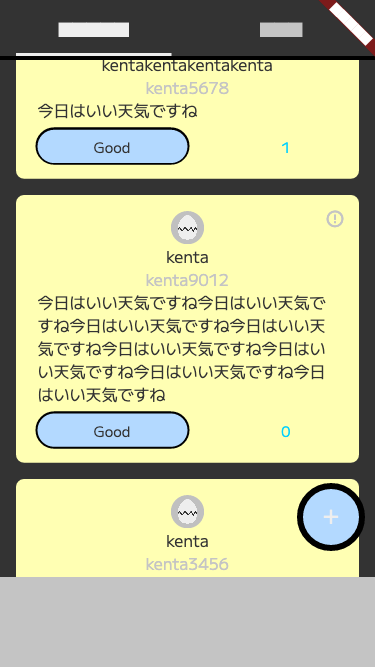 kentakentakentakenta
kenta5678
今日はいい天気ですね
Good 1
kenta
kenta9012
今日はいい天気ですね今日はいい天気で
すね今日はいい天気ですね今日はいい天
気ですね今日はいい天気ですね今日はい
い天気ですね今日はいい天気ですね今日
はいい天気ですね
Good 0
kenta
kenta3456
+